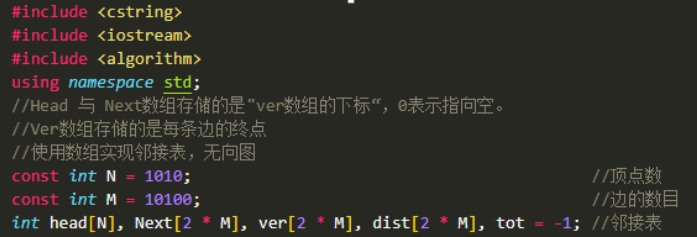 #include <cstring>
#include <iostream>
#include <algorithm>
using namespace std;
//Head 与 Next数组存储的是"ver数组的下标“，0表示指向空。
//Ver数组存储的是每条边的终点
//使用数组实现邻接表，无向图
const int N = 1010; //顶点数
const int M = 10100; //边的数目
int head[N], Next[2 * M], ver[2 * M], dist[2 * M], tot = -1; //邻接表